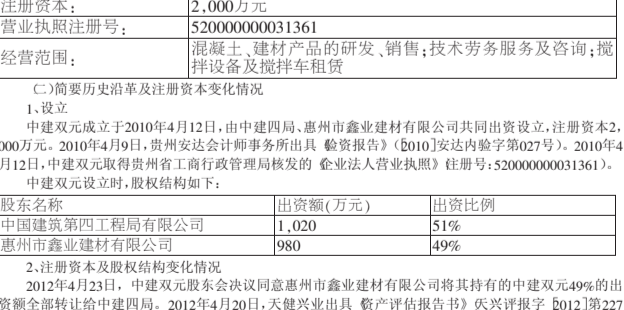 注册资本： 2,000万元
营业执照注册号： 520000000031361
经营范围： 混凝土、建材产品的研发、销售;技术劳务服务及咨询;搅
拌设备及搅拌车租赁
(二)简要历史沿革及注册资本变化情况
1、设立
中建双元成立于2010年4月12日,由中建四局、惠州市鑫业建材有限公司共同出资设立,注册资本2,
000万元。2010年4月9日,贵州安达会计师事务所出具《验资报告》([2010]安达内验字第027号)。2010年4
月12日,中建双元取得贵州省工商行政管理局核发的《企业法人营业执照》(注册号:520000000031361)。
中建双元设立时,股权结构如下:
股东名称 出资额(万元) 出资比例
中国建筑第四工程局有限公司 1,020 51%
惠州市鑫业建材有限公司 980 49%
2、注册资本及股权结构变化情况
2012年4月23日,中建双元股东会决议同意惠州市鑫业建材有限公司将其持有的中建双元49%的出
资额全部转让给中建四局。2012年4月20日,天健兴业出具《资产评估报告书》(天兴评报字[2012]第227